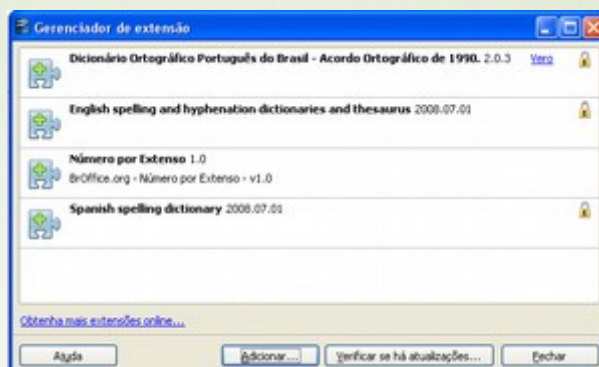 Gerenciador de extensão
Dicionário Ortográfico Português do Brasil - Acordo Ortográfico de 1990. 2.0.3 Vero
English spelling and hyphenation dictionaries and thesaurus 2008.07.01
Número por Extenso 1.0
BrOffice.org - Número por Extenso - v1.0
Spanish spelling dictionary 2008.07.01
Obtenha mais extensões online...
Ajuda Adicionar... Verificar se há atualizações... Fechar